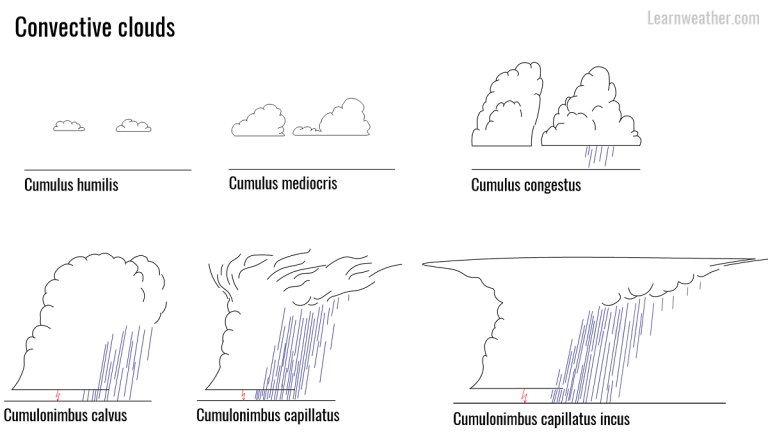 Convective clouds
Learnweather.com
Cumulus humilis
Cumulus mediocris
Cumulus congestus
Cumulonimbus calvus
Cumulonimbus capillatus
Cumulonimbus capillatus incus